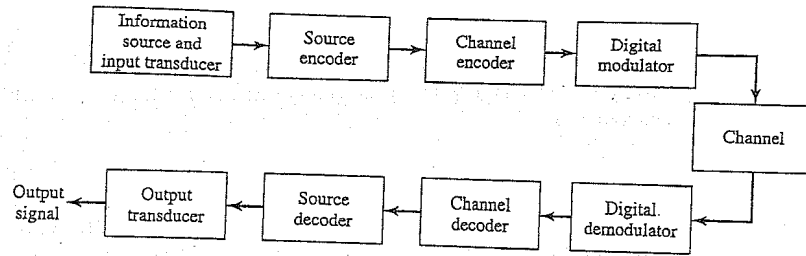 Information
source and
input transducer
Source
encoder
Channel
encoder
Digital
modulator
Channel
Output
signal
Output
transducer
Source
decoder
Channel
decoder
Digital.
demodulator